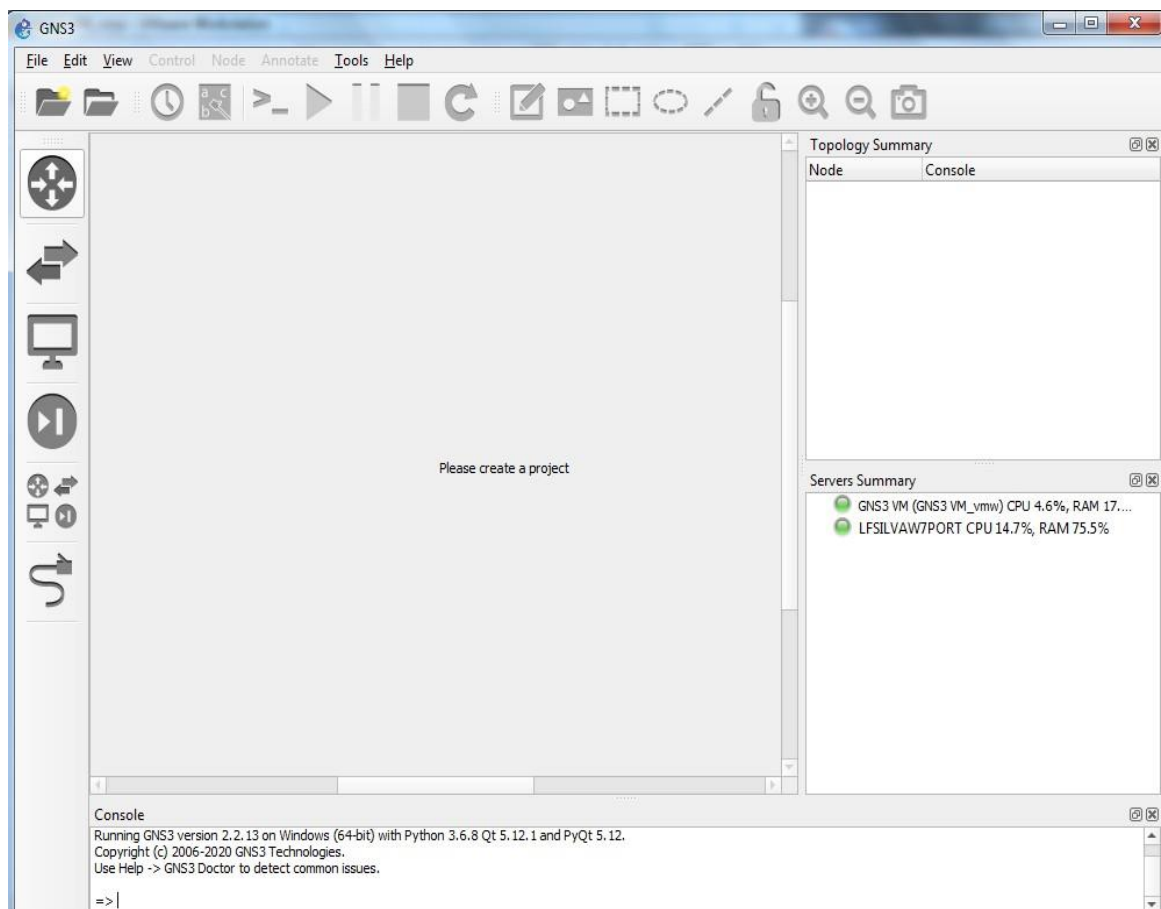 GNS3
File Edit View Control Node Annotate Tools Help
a c
b
>_
Topology Summary
Node Console
Please create a project
Servers Summary
GNS3 VM (GNS3 VM_vmw) CPU 4.6%, RAM 17....
LFSILVAW7PORT CPU 14.7%, RAM 75.5%
Console
Running GNS3 version 2.2.13 on Windows (64-bit) with Python 3.6.8 Qt 5.12.1 and PyQt 5.12.
Copyright (c) 2006-2020 GNS3 Technologies.
Use Help -> GNS3 Doctor to detect common issues.
=>